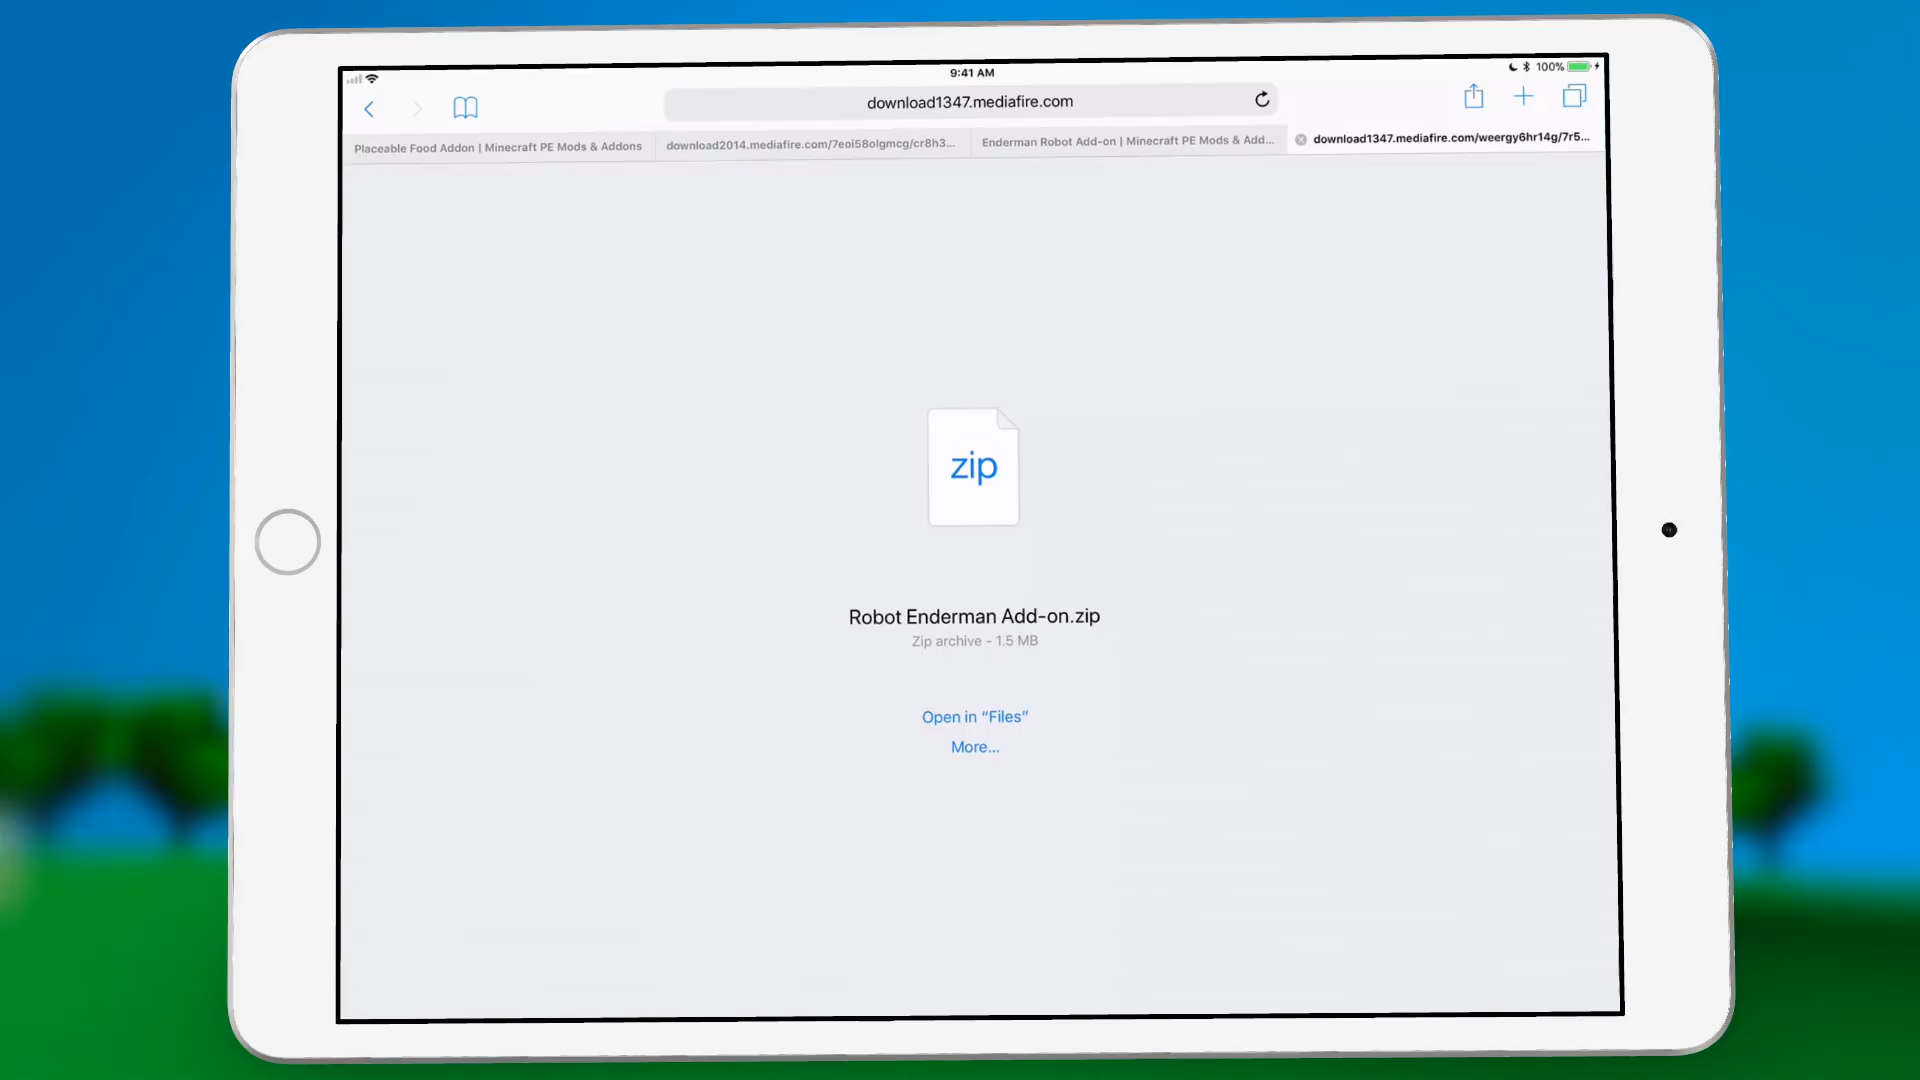 9:41 AM
100%
download1347.mediafire.com
Placeable Food Addon | Minecraft PE Mods & Addons
download2014.mediafire.com/7eoi58olgmcg/cr8h3...
Enderman Robot Add-on | Minecraft PE Mods & Add...
download1347.mediafire.com/weergy6hr14g/7r5...
zip
Robot Enderman Add-on.zip
Zip archive - 1.5 MB
Open in “Files”
More...